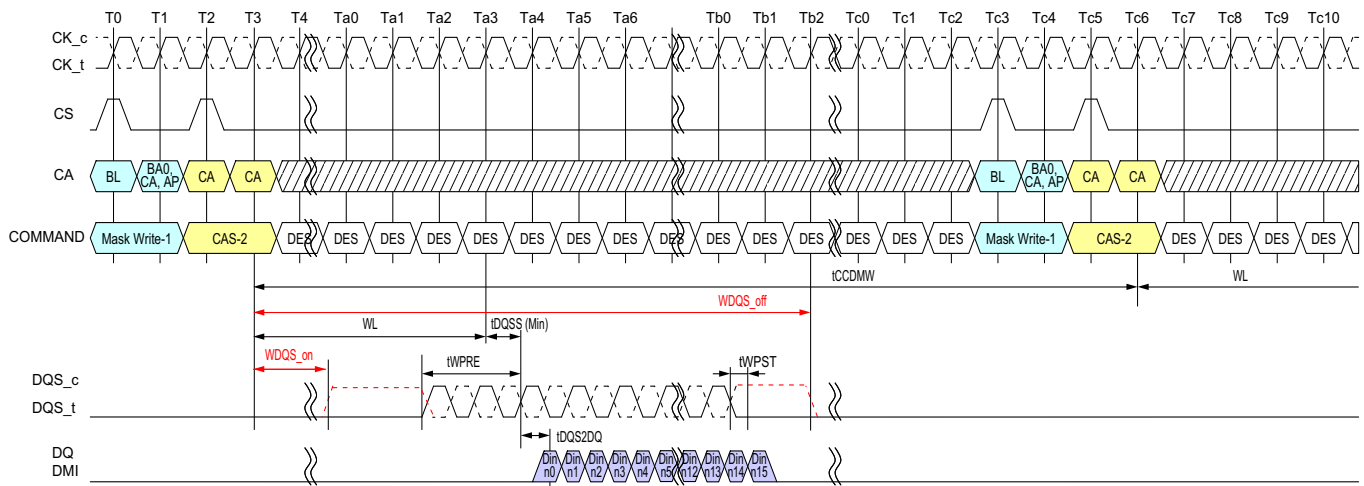 T0 T1 T2 T3 T4 Ta0 Ta1 Ta2 Ta3 Ta4 Ta5 Ta6 Tb0 Tb1 Tb2 Tc0 Tc1 Tc2 Tc3 Tc4 Tc5 Tc6 Tc7 Tc8 Tc9 Tc10
CK_c
CK_t
CS
CA BL BA0, CA, AP CA CA BL BA0, CA, AP CA CA
COMMAND Mask Write-1 CAS-2 DES DES DES DES DES DES DES DES DES DES DES DES DES DES DES Mask Write-1 CAS-2 DES DES DES DES
tCCDMW WL
WDQS_off
WL tDQSS (Min)
WDQS_on tWPRE tWPST
DQS_c
DQS_t
tDQS2DQ
DQ
DMI
Din n0 Din n1 Din n2 Din n3 Din n4 Din n5 Din n12 Din n13 Din n14 Din n15